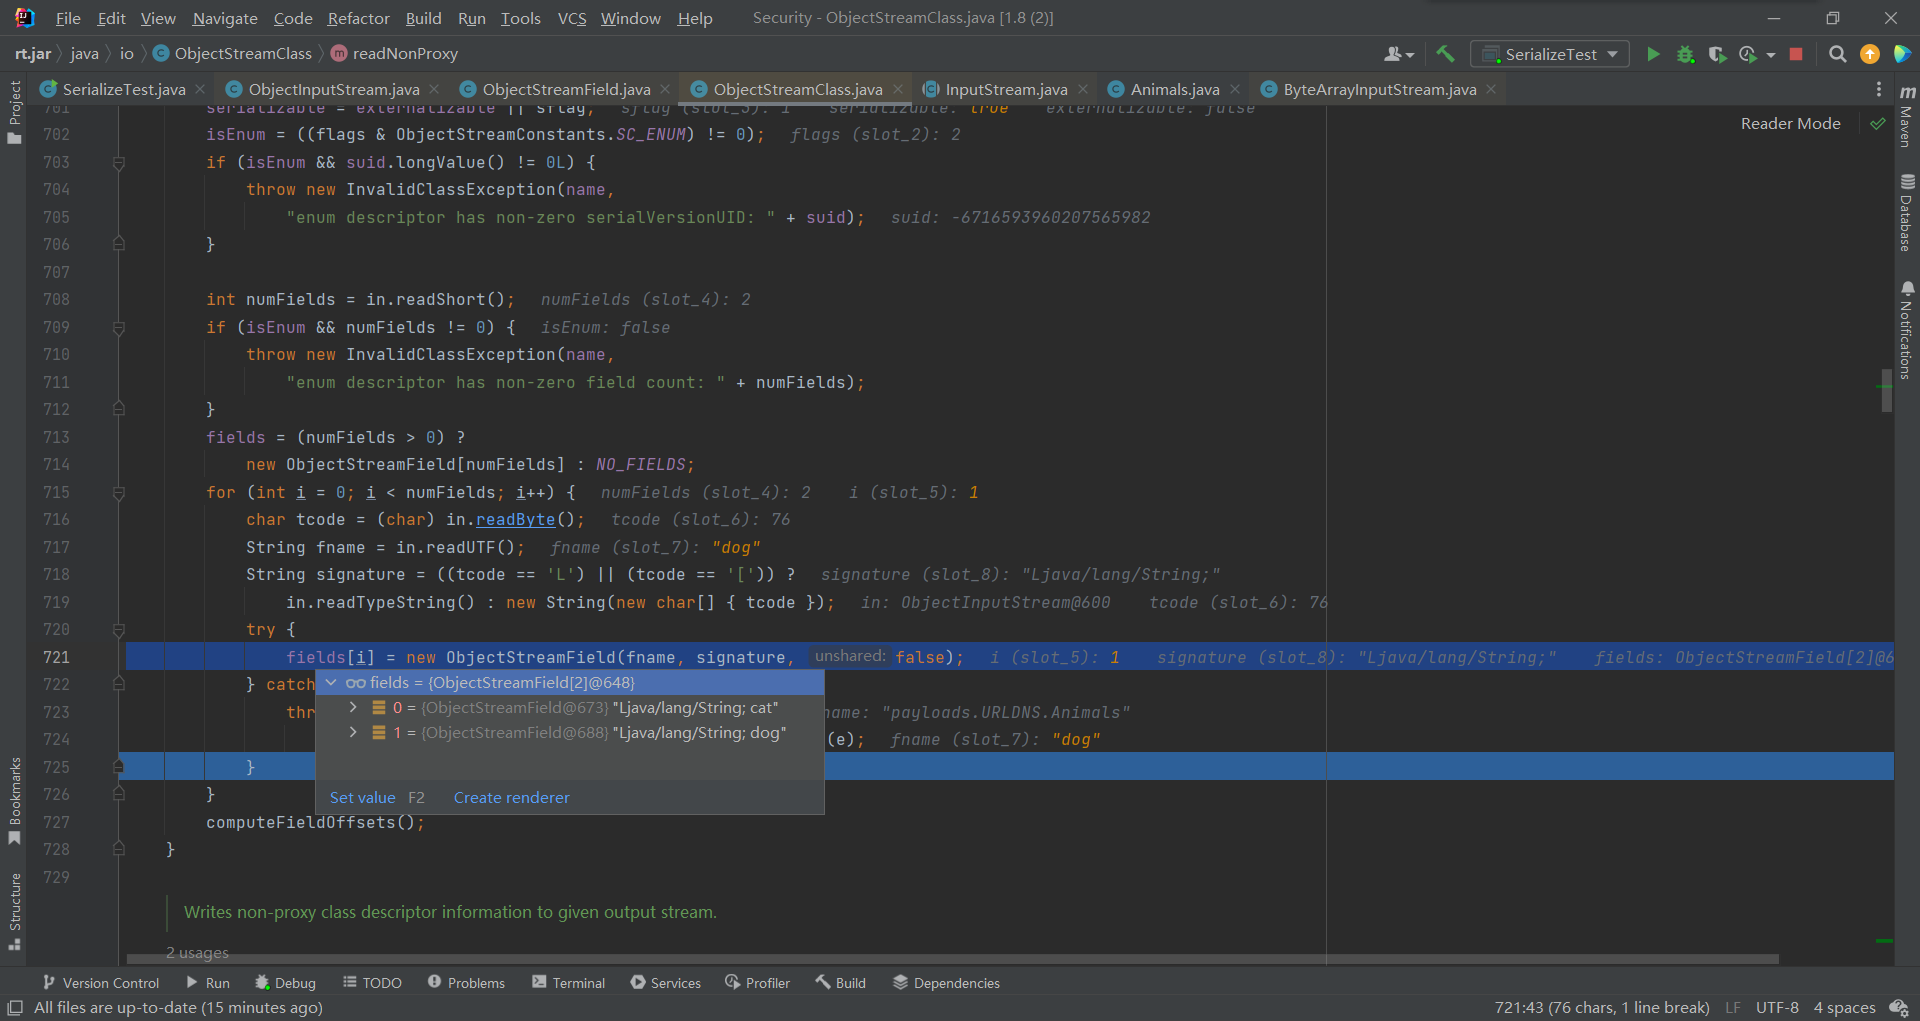 File Edit View Navigate Code Refactor Build Run Tools VCS Window Help Security - ObjectStreamClass.java [1.8 (2)]
rt.jar java io ObjectStreamClass readNonProxy SerializeTest
SerializeTest.java ObjectInputStream.java ObjectStreamField.java ObjectStreamClass.java InputStream.java Animals.java ByteArrayInputStream.java
701 serializable = externalizable || sflag; sflag (slot_3): 1 serializable: true externalizable: false
Reader Mode
702 isEnum = ((flags & ObjectStreamConstants.SC_ENUM) != 0); flags (slot_2): 2
703 if (isEnum && suid.longValue() != 0L) {
704 throw new InvalidClassException(name,
705 "enum descriptor has non-zero serialVersionUID: " + suid); suid: -6716593960207565982
706 }
707
708 int numFields = in.readShort(); numFields (slot_4): 2
709 if (isEnum && numFields != 0) { isEnum: false
710 throw new InvalidClassException(name,
711 "enum descriptor has non-zero field count: " + numFields);
712 }
713 fields = (numFields > 0) ?
714 new ObjectStreamField[numFields] : NO_FIELDS;
715 for (int i = 0; i < numFields; i++) { numFields (slot_4): 2 i (slot_5): 1
716 char tcode = (char) in.readByte(); tcode (slot_6): 76
717 String fname = in.readUTF(); fname (slot_7): "dog"
718 String signature = ((tcode == 'L') || (tcode == '[')) ? signature (slot_8): "Ljava/lang/String;"
719 in.readTypeString() : new String(new char[] { tcode }); in: ObjectInputStream@600 tcode (slot_6): 76
720 try {
721 fields[i] = new ObjectStreamField(fname, signature, unshared: false); i (slot_5): 1 signature (slot_8): "Ljava/lang/String;" fields: ObjectStreamField[2]@6
722 } catch
fields = {ObjectStreamField[2]@648}
723 thr name: "payloads.URLDNS.Animals"
0 = {ObjectStreamField@673} "Ljava/lang/String; cat"
724 (e); fname (slot_7): "dog"
1 = {ObjectStreamField@688} "Ljava/lang/String; dog"
725 }
726 }
Set value F2 Create renderer
727 computeFieldOffsets();
728 }
729
Writes non-proxy class descriptor information to given output stream.
2 usages
Project
Bookmarks
Structure
Maven
Database
Notifications
Version Control Run Debug TODO Problems Terminal Services Profiler Build Dependencies
All files are up-to-date (15 minutes ago) 721:43 (76 chars, 1 line break) LF UTF-8 4 spaces